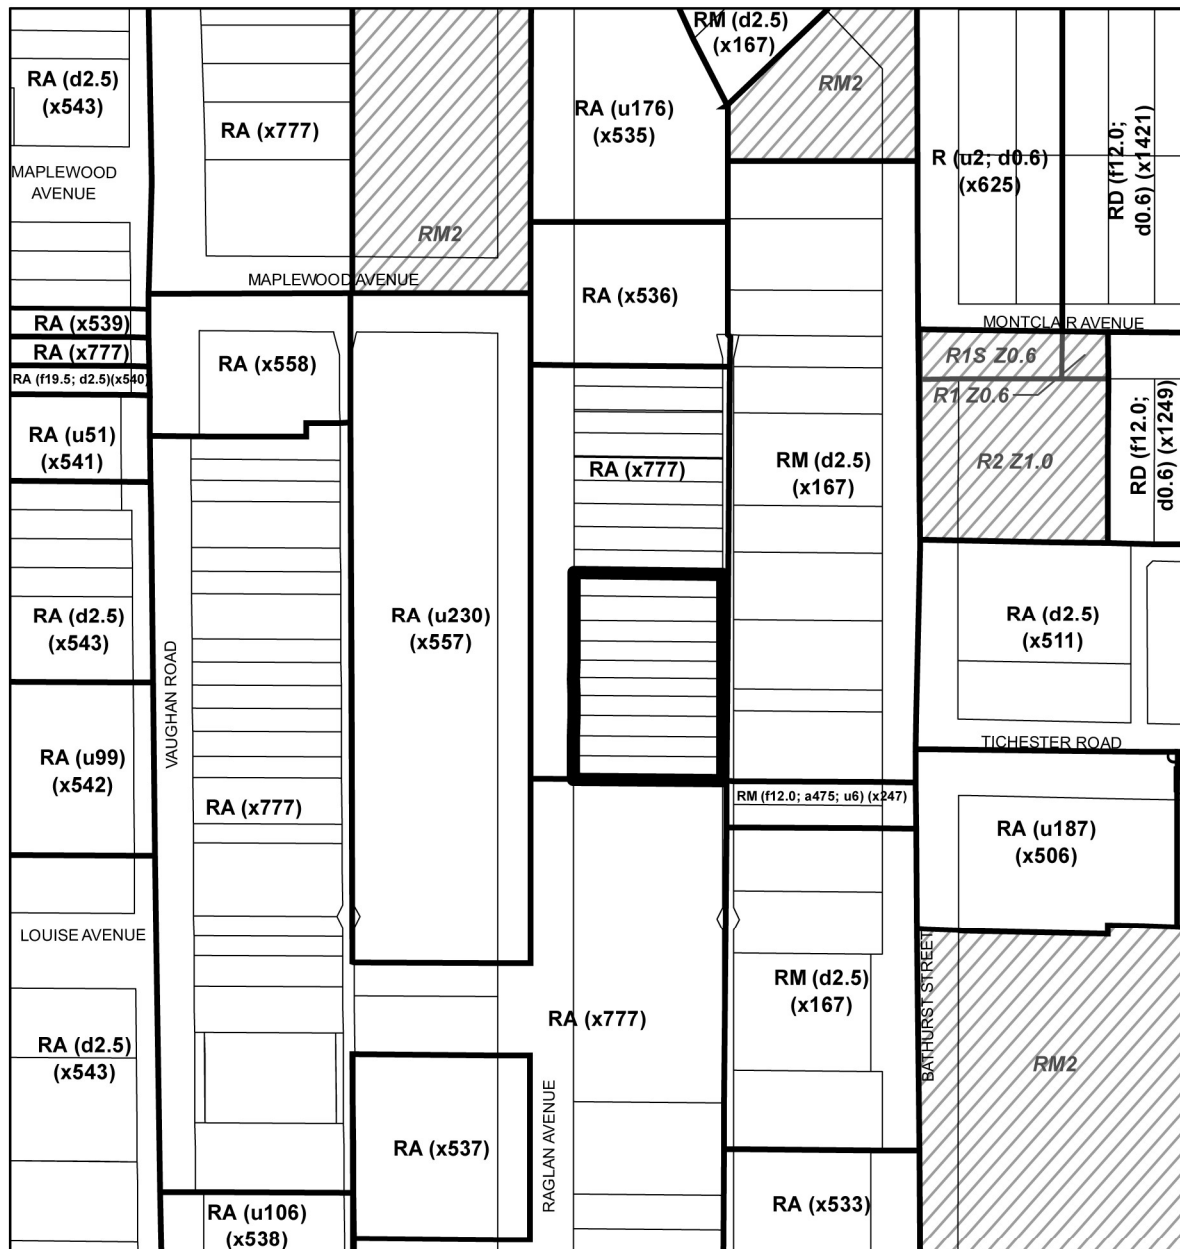 RM (d2.5)
(x167)
RA (d2.5)
(x543)
RA (x777)
RM2
RA (u176)
(x535)
R (u2; d0.6)
(x625)
RD (f12.0;
d0.6) (x1421)
MAPLEWOOD
AVENUE
RM2
MAPLEWOOD AVENUE
RA (x536)
RA (x539)
MONTCLAIR AVENUE
RA (x777)
RA (f19.5; d2.5)(x540)
RA (x558)
R1S Z0.6
R1 Z0.6
RA (u51)
(x541)
RA (x777)
RM (d2.5)
(x167)
R2 Z1.0
RD (f12.0;
d0.6) (x1249)
RA (d2.5)
(x543)
VAUGHAN ROAD
RA (u230)
(x557)
RA (d2.5)
(x511)
TICHESTER ROAD
RA (u99)
(x542)
RA (x777)
RM (f12.0; a475; u6) (x247)
RA (u187)
(x506)
LOUISE AVENUE
RM (d2.5)
(x167)
BATHURST STREET
RA (x777)
RA (d2.5)
(x543)
RM2
RA (x537)
RAGLAN AVENUE
RA (u106)
(x538)
RA (x533)